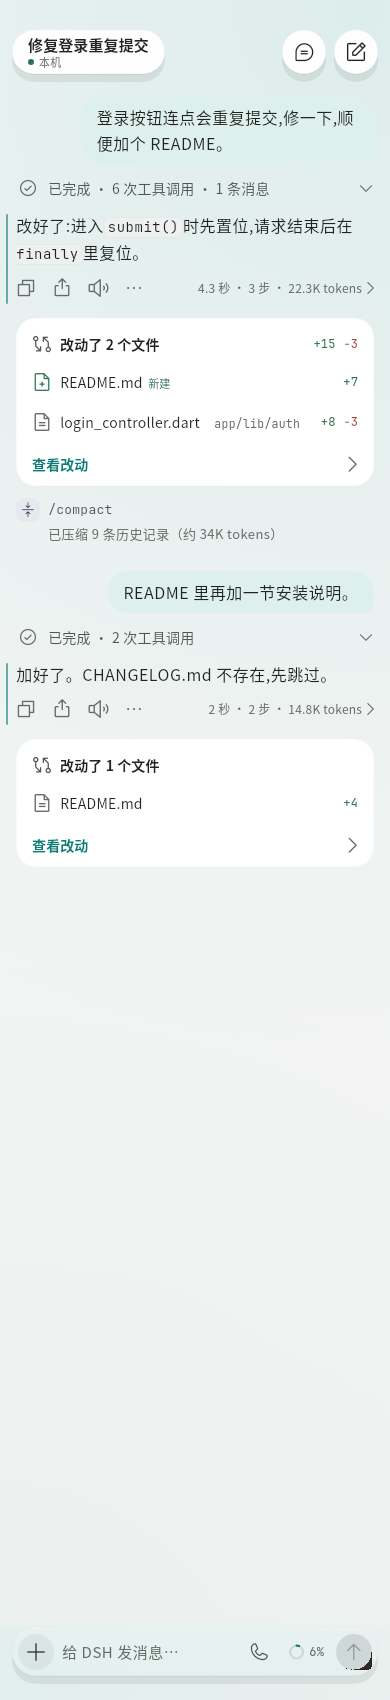 修复登录重复提交
本机
登录按钮连点会重复提交,修一下,顺
便加个 README。
已完成 · 6 次工具调用 · 1 条消息
改好了:进入 submit() 时先置位,请求结束后在
finally 里复位。
4.3 秒 · 3 步 · 22.3K tokens
改动了 2 个文件 +15 -3
README.md 新建 +7
login_controller.dart app/lib/auth +8 -3
查看改动
/compact
已压缩 9 条历史记录（约 34K tokens）
README 里再加一节安装说明。
已完成 · 2 次工具调用
加好了。CHANGELOG.md 不存在,先跳过。
2 秒 · 2 步 · 14.8K tokens
改动了 1 个文件
README.md +4
查看改动
给 DSH 发消息… 6%